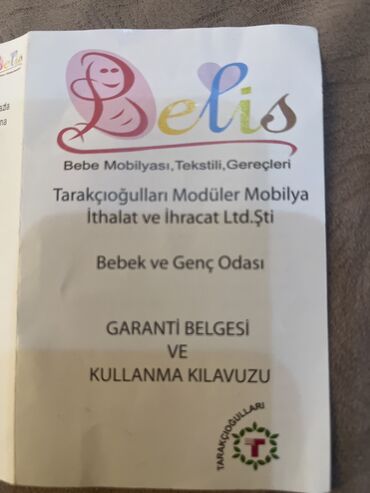 Belis
Bebe Mobilyası,Tekstili,Gereçleri
Tarakçıoğulları Modüler Mobilya
İthalat ve İhracat Ltd.Şti
Bebek ve Genç Odası
GARANTİ BELGESİ
VE
KULLANMA KILAVUZU
TARAKÇIOĞULLARI
T